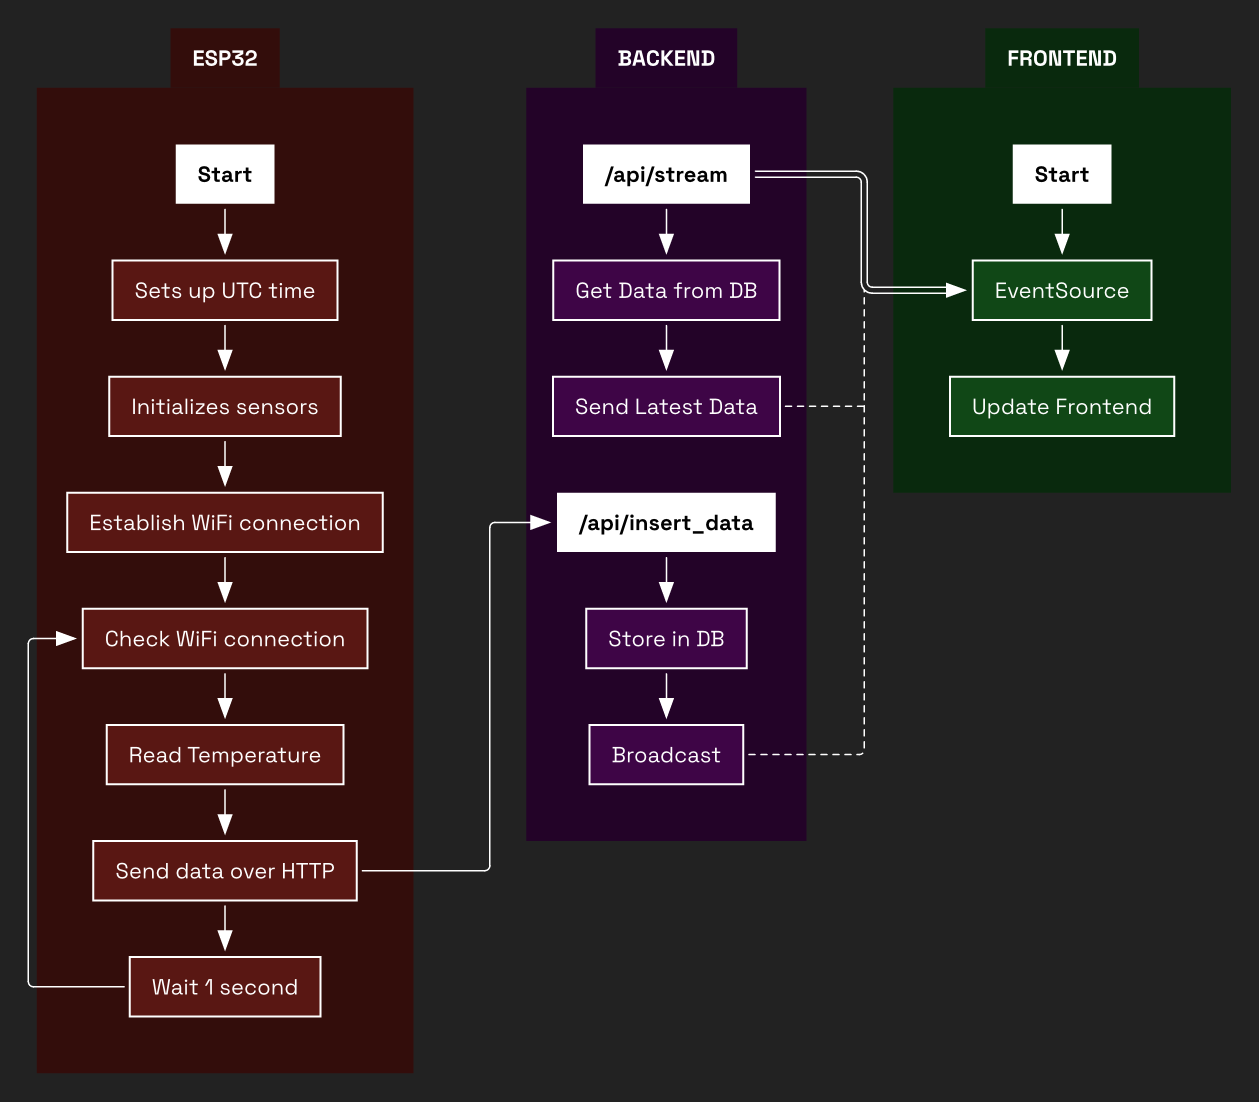 ESP32
Start
Sets up UTC time
Initializes sensors
Establish WiFi connection
Check WiFi connection
Read Temperature
Send data over HTTP
Wait 1 second
BACKEND
/api/stream
Get Data from DB
Send Latest Data
/api/insert_data
Store in DB
Broadcast
FRONTEND
Start
EventSource
Update Frontend